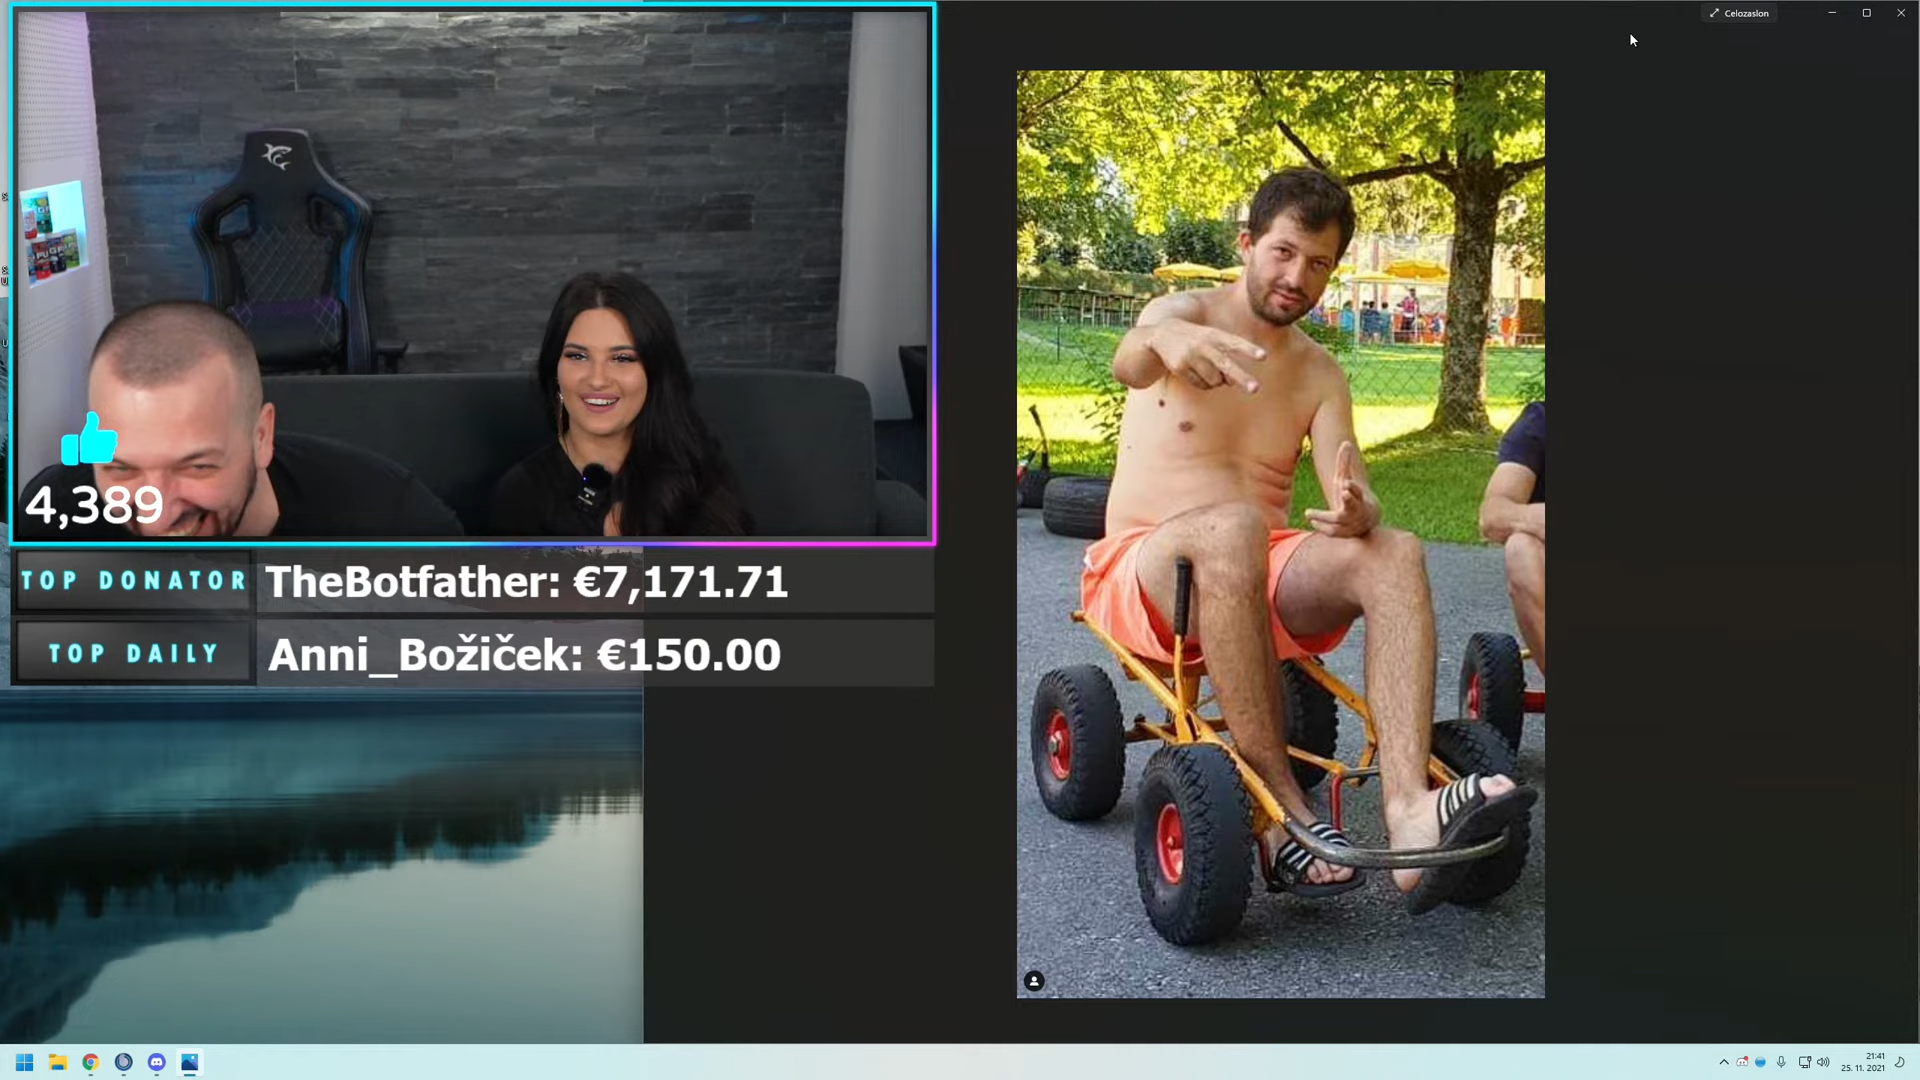 Celozaslon
4,389
TOP DONATOR
TheBotfather: €7,171.71
TOP DAILY
Anni_Božiček: €150.00
21:41
25. 11. 2021